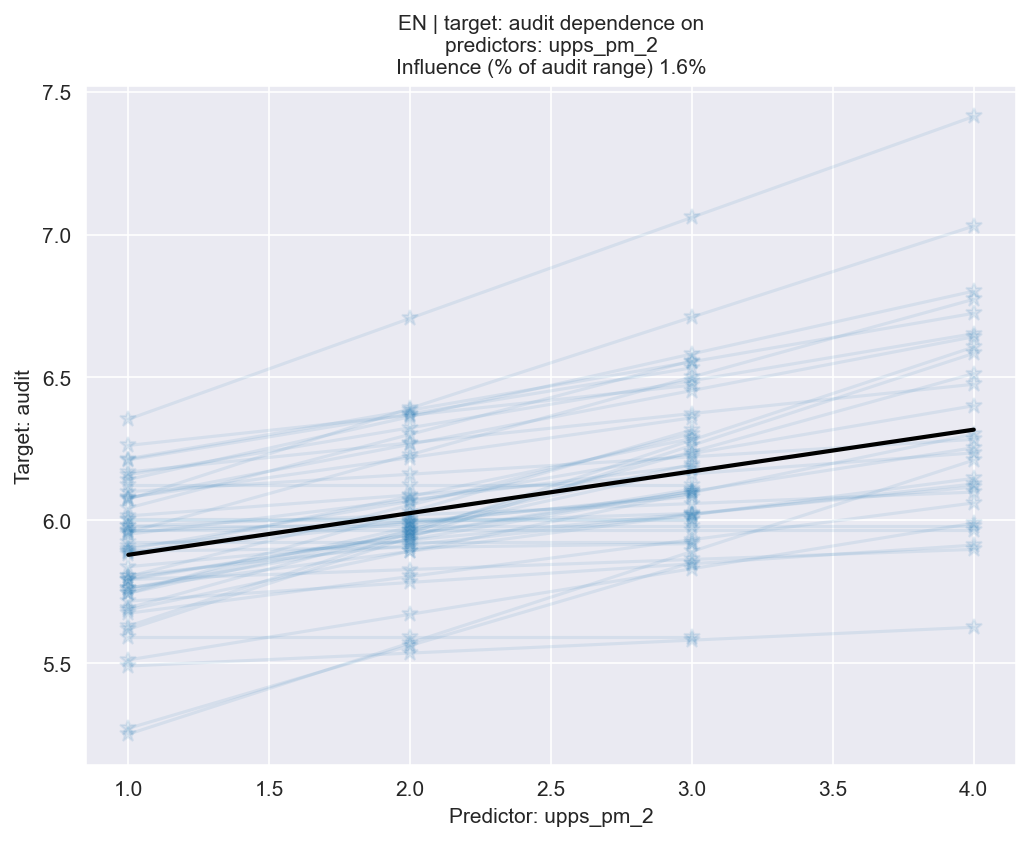 EN | target: audit dependence on
predictors: upps_pm_2
Influence (% of audit range) 1.6%
7.5
7.0
6.5
6.0
5.5
Target: audit
1.0
1.5
2.0
2.5
3.0
3.5
4.0
Predictor: upps_pm_2